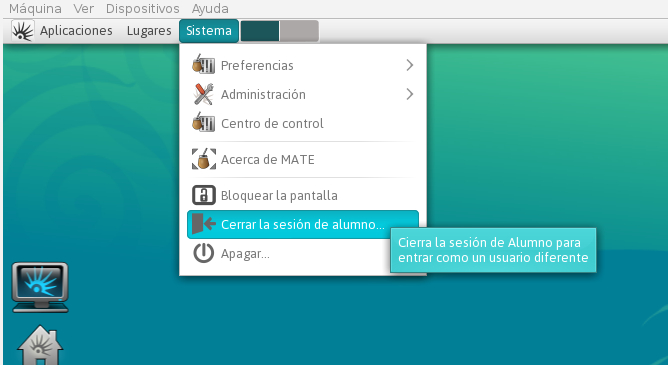 Máquina Ver Dispositivos Ayuda
Aplicaciones Lugares Sistema
Preferencias
Administración
Centro de control
Acerca de MATE
Bloquear la pantalla
Cerrar la sesión de alumno...
Apagar...
Cierra la sesión de Alumno para
entrar como un usuario diferente